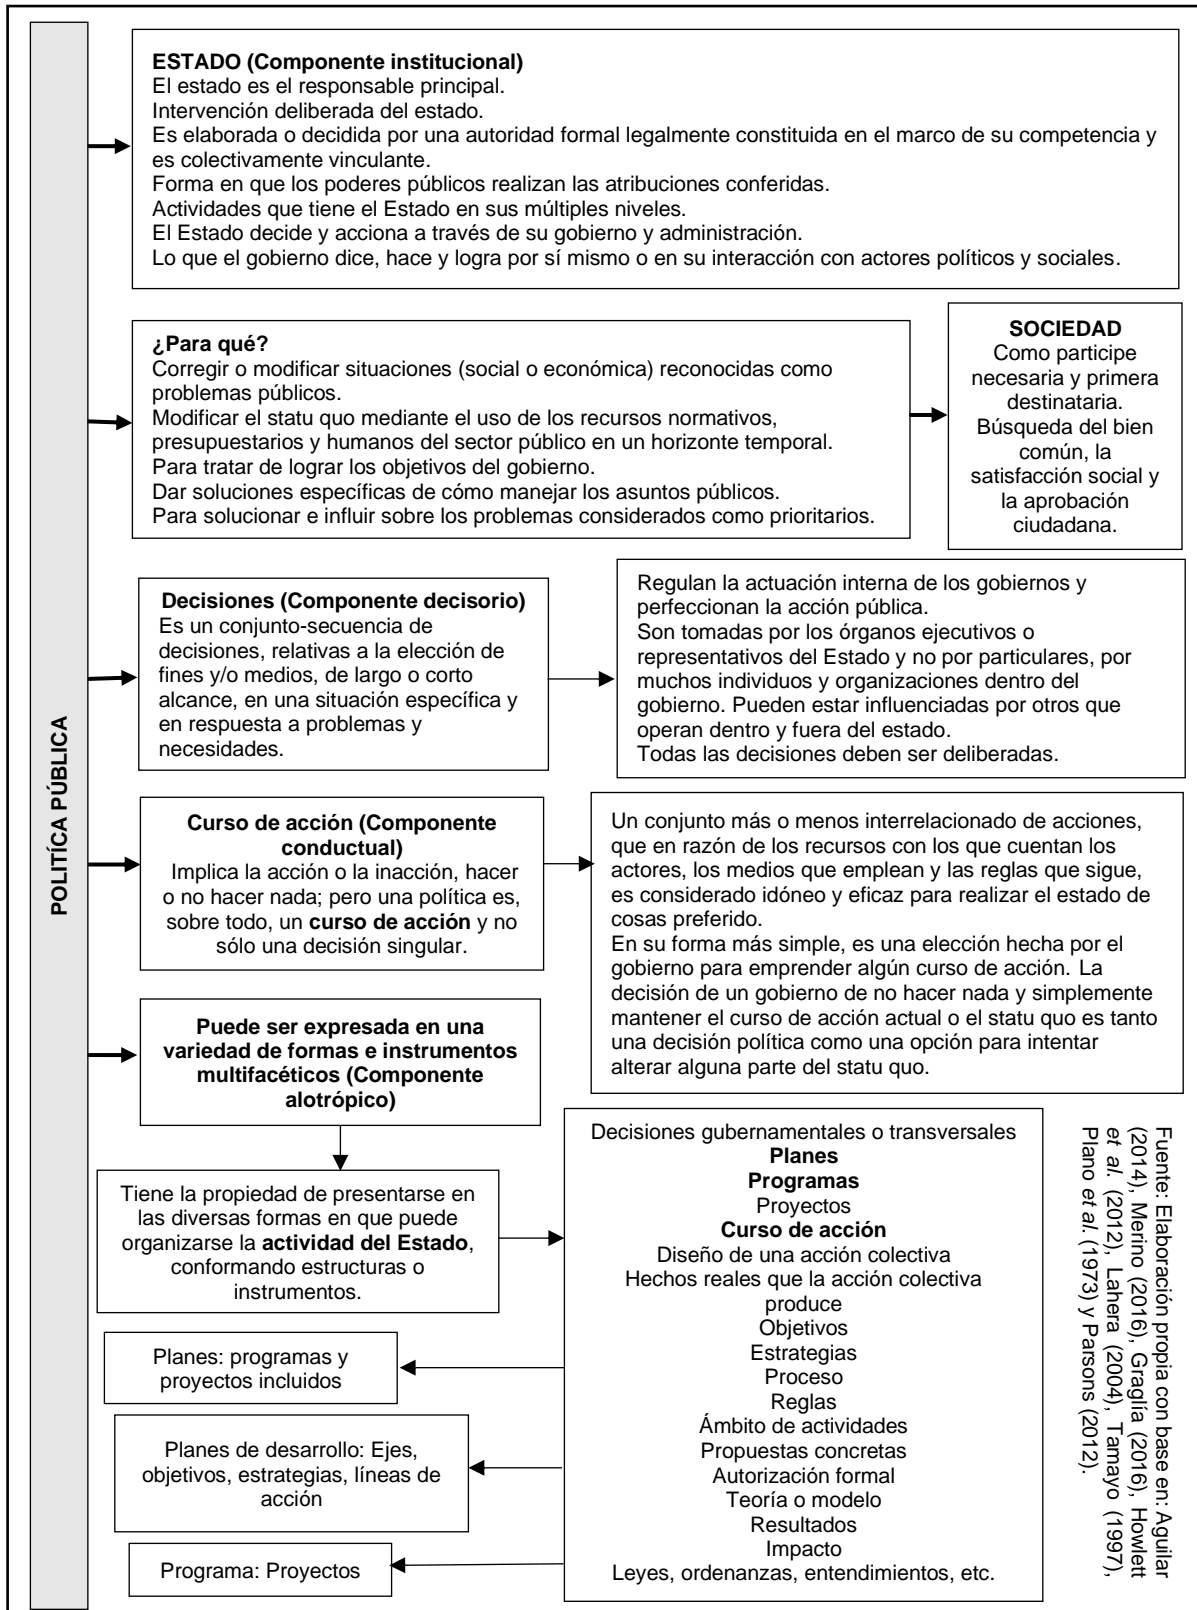 POLITÍCA PÚBLICA
ESTADO (Componente institucional)
El estado es el responsable principal.
Intervención deliberada del estado.
Es elaborada o decidida por una autoridad formal legalmente constituida en el marco de su competencia y
es colectivamente vinculante.
Forma en que los poderes públicos realizan las atribuciones conferidas.
Actividades que tiene el Estado en sus múltiples niveles.
El Estado decide y acciona a través de su gobierno y administración.
Lo que el gobierno dice, hace y logra por sí mismo o en su interacción con actores políticos y sociales.
¿Para qué?
Corregir o modificar situaciones (social o económica) reconocidas como
problemas públicos.
Modificar el statu quo mediante el uso de los recursos normativos,
presupuestarios y humanos del sector público en un horizonte temporal.
Para tratar de lograr los objetivos del gobierno.
Dar soluciones específicas de cómo manejar los asuntos públicos.
Para solucionar e influir sobre los problemas considerados como prioritarios.
SOCIEDAD
Como participe
necesaria y primera
destinataria.
Búsqueda del bien
común, la
satisfacción social y
la aprobación
ciudadana.
Decisiones (Componente decisorio)
Es un conjunto-secuencia de
decisiones, relativas a la elección de
fines y/o medios, de largo o corto
alcance, en una situación específica y
en respuesta a problemas y
necesidades.
Regulan la actuación interna de los gobiernos y
perfeccionan la acción pública.
Son tomadas por los órganos ejecutivos o
representativos del Estado y no por particulares, por
muchos individuos y organizaciones dentro del
gobierno. Pueden estar influenciadas por otros que
operan dentro y fuera del estado.
Todas las decisiones deben ser deliberadas.
Curso de acción (Componente
conductual)
Implica la acción o la inacción, hacer
o no hacer nada; pero una política es,
sobre todo, un curso de acción y no
sólo una decisión singular.
Un conjunto más o menos interrelacionado de acciones,
que en razón de los recursos con los que cuentan los
actores, los medios que emplean y las reglas que sigue,
es considerado idóneo y eficaz para realizar el estado de
cosas preferido.
En su forma más simple, es una elección hecha por el
gobierno para emprender algún curso de acción. La
decisión de un gobierno de no hacer nada y simplemente
mantener el curso de acción actual o el statu quo es tanto
una decisión política como una opción para intentar
alterar alguna parte del statu quo.
Puede ser expresada en una
variedad de formas e instrumentos
multifacéticos (Componente
alotrópico)
Tiene la propiedad de presentarse en
las diversas formas en que puede
organizarse la actividad del Estado,
conformando estructuras o
instrumentos.
Decisiones gubernamentales o transversales
Planes
Programas
Proyectos
Curso de acción
Diseño de una acción colectiva
Hechos reales que la acción colectiva
produce
Objetivos
Estrategias
Proceso
Reglas
Ámbito de actividades
Propuestas concretas
Autorización formal
Teoría o modelo
Resultados
Impacto
Leyes, ordenanzas, entendimientos, etc.
Planes: programas y
proyectos incluidos
Planes de desarrollo: Ejes,
objetivos, estrategias, líneas de
acción
Programa: Proyectos
Fuente: Elaboración propia con base en: Aguilar
(2014), Merino (2016), Graglía (2016), Howlett
et al. (2012), Lahera (2004), Tamayo (1997),
Plano et al. (1973) y Parsons (2012).